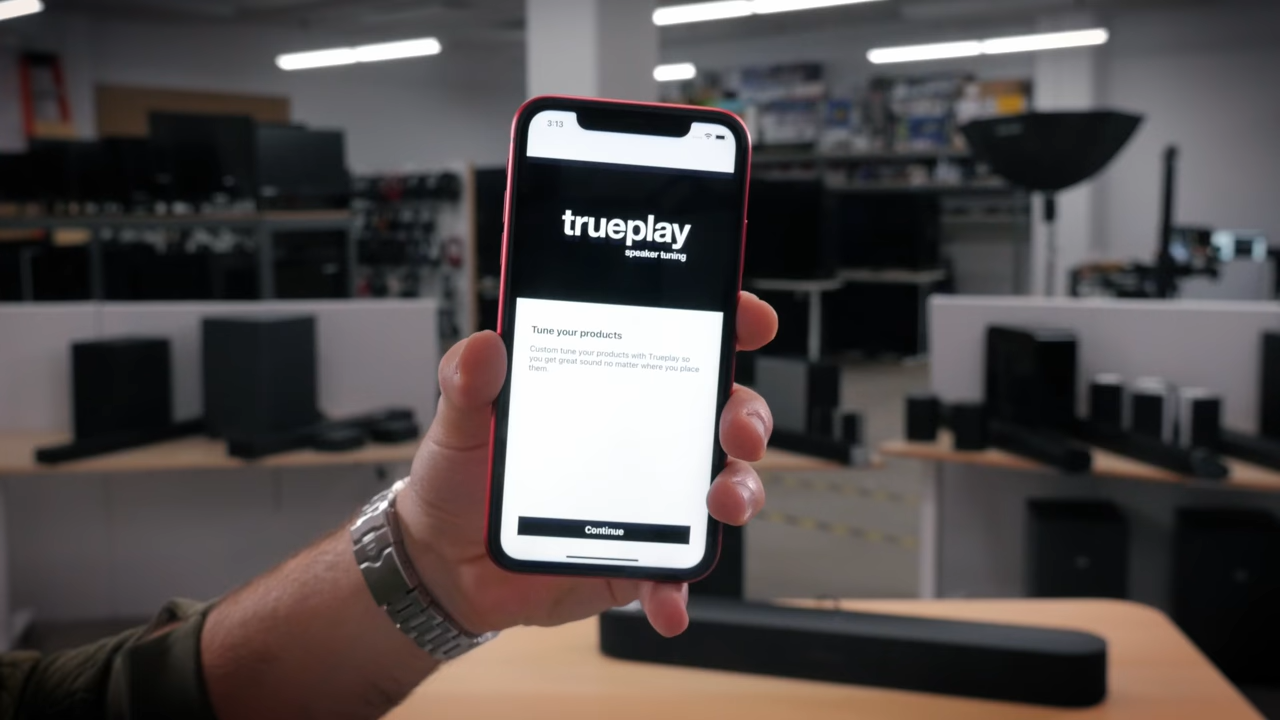 3:13
trueplay
speaker tuning
Tune your products
Custom tune your products with Trueplay so
you get great sound no matter where you place
them.
Continue